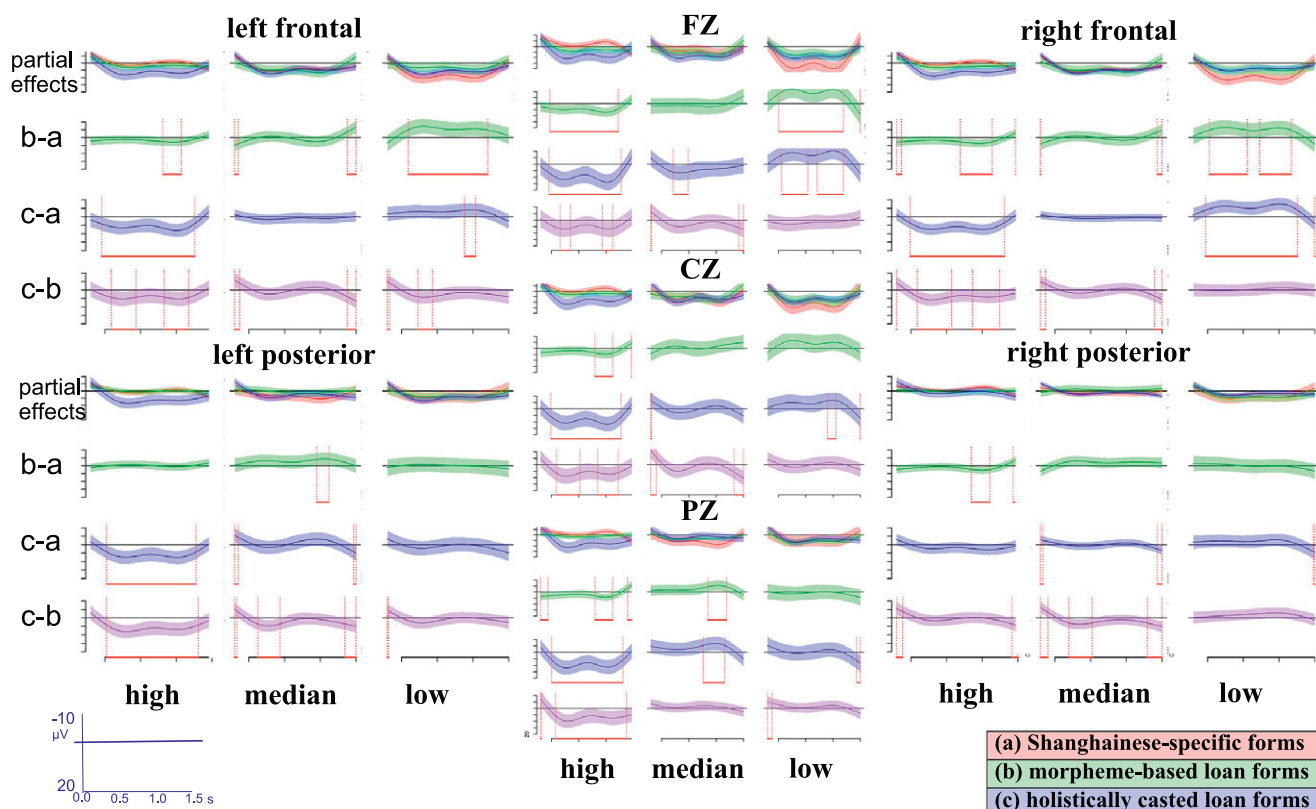 left frontal
FZ
right frontal
partial
effects
b-a
c-a
c-b
CZ
left posterior
right posterior
partial
effects
b-a
c-a
c-b
PZ
high median low
high median low
high median low
-10
µV
20
0.0 0.5 1.0 1.5 s
20
(a) Shanghainese-specific forms
(b) morpheme-based loan forms
(c) holistically casted loan forms